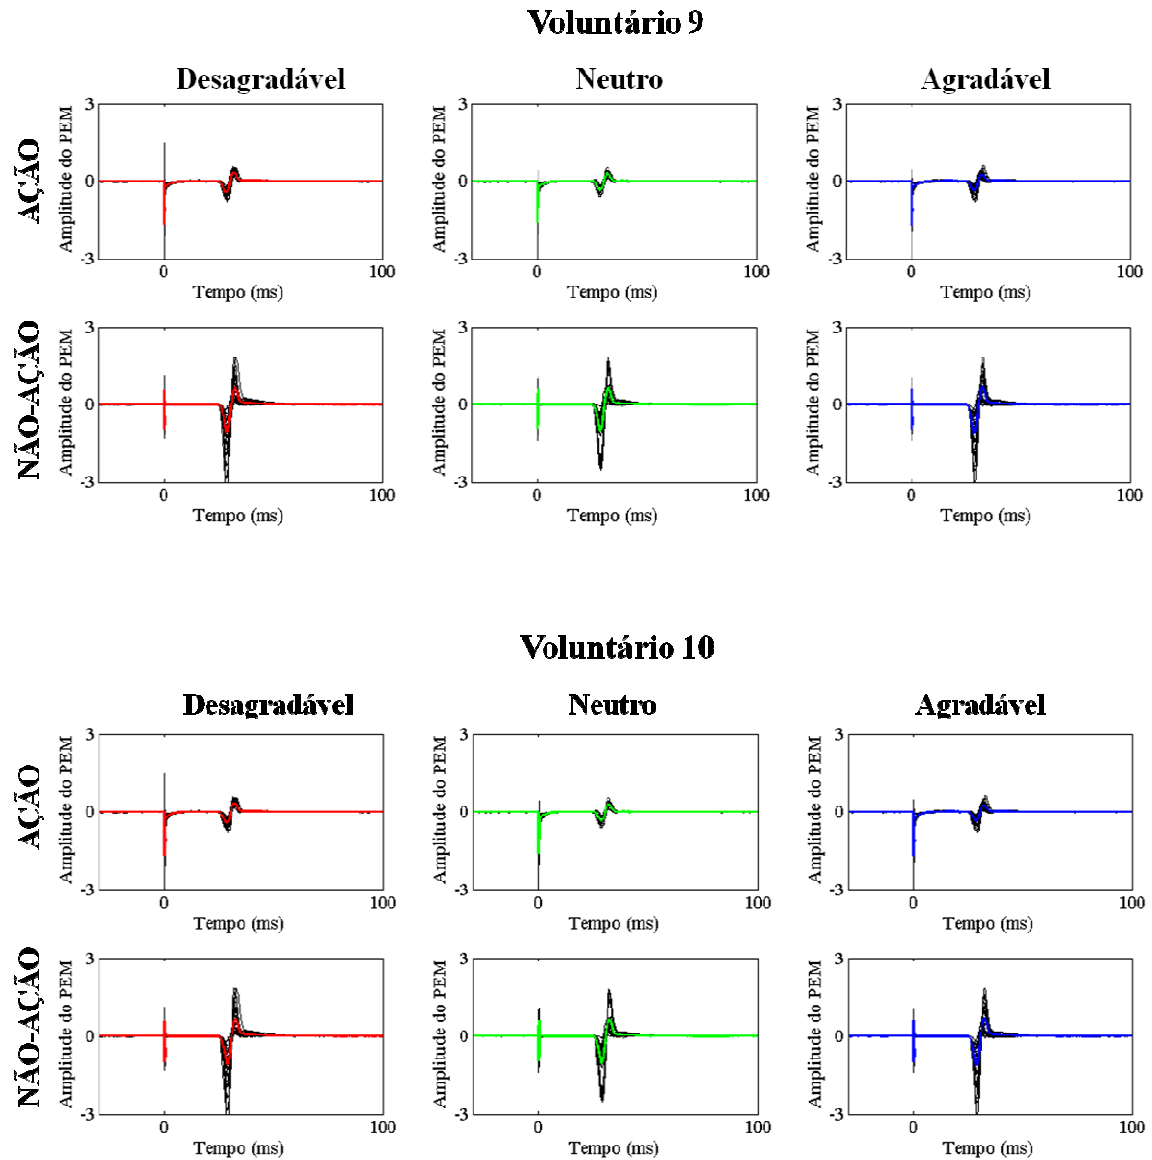 Voluntário 9
Desagradável
Neutro
Agradável
AÇÃO
Amplitude do PEM
3
0
-3
0
100
Tempo (ms)
Amplitude do PEM
3
0
-3
0
100
Tempo (ms)
Amplitude do PEM
3
0
-3
0
100
Tempo (ms)
NÃO-AÇÃO
Amplitude do PEM
3
0
-3
0
100
Tempo (ms)
Amplitude do PEM
3
0
-3
0
100
Tempo (ms)
Amplitude do PEM
3
0
-3
0
100
Tempo (ms)
Voluntário 10
Desagradável
Neutro
Agradável
AÇÃO
Amplitude do PEM
3
0
-3
0
100
Tempo (ms)
Amplitude do PEM
3
0
-3
0
100
Tempo (ms)
Amplitude do PEM
3
0
-3
0
100
Tempo (ms)
NÃO-AÇÃO
Amplitude do PEM
3
0
-3
0
100
Tempo (ms)
Amplitude do PEM
3
0
-3
0
100
Tempo (ms)
Amplitude do PEM
3
0
-3
0
100
Tempo (ms)